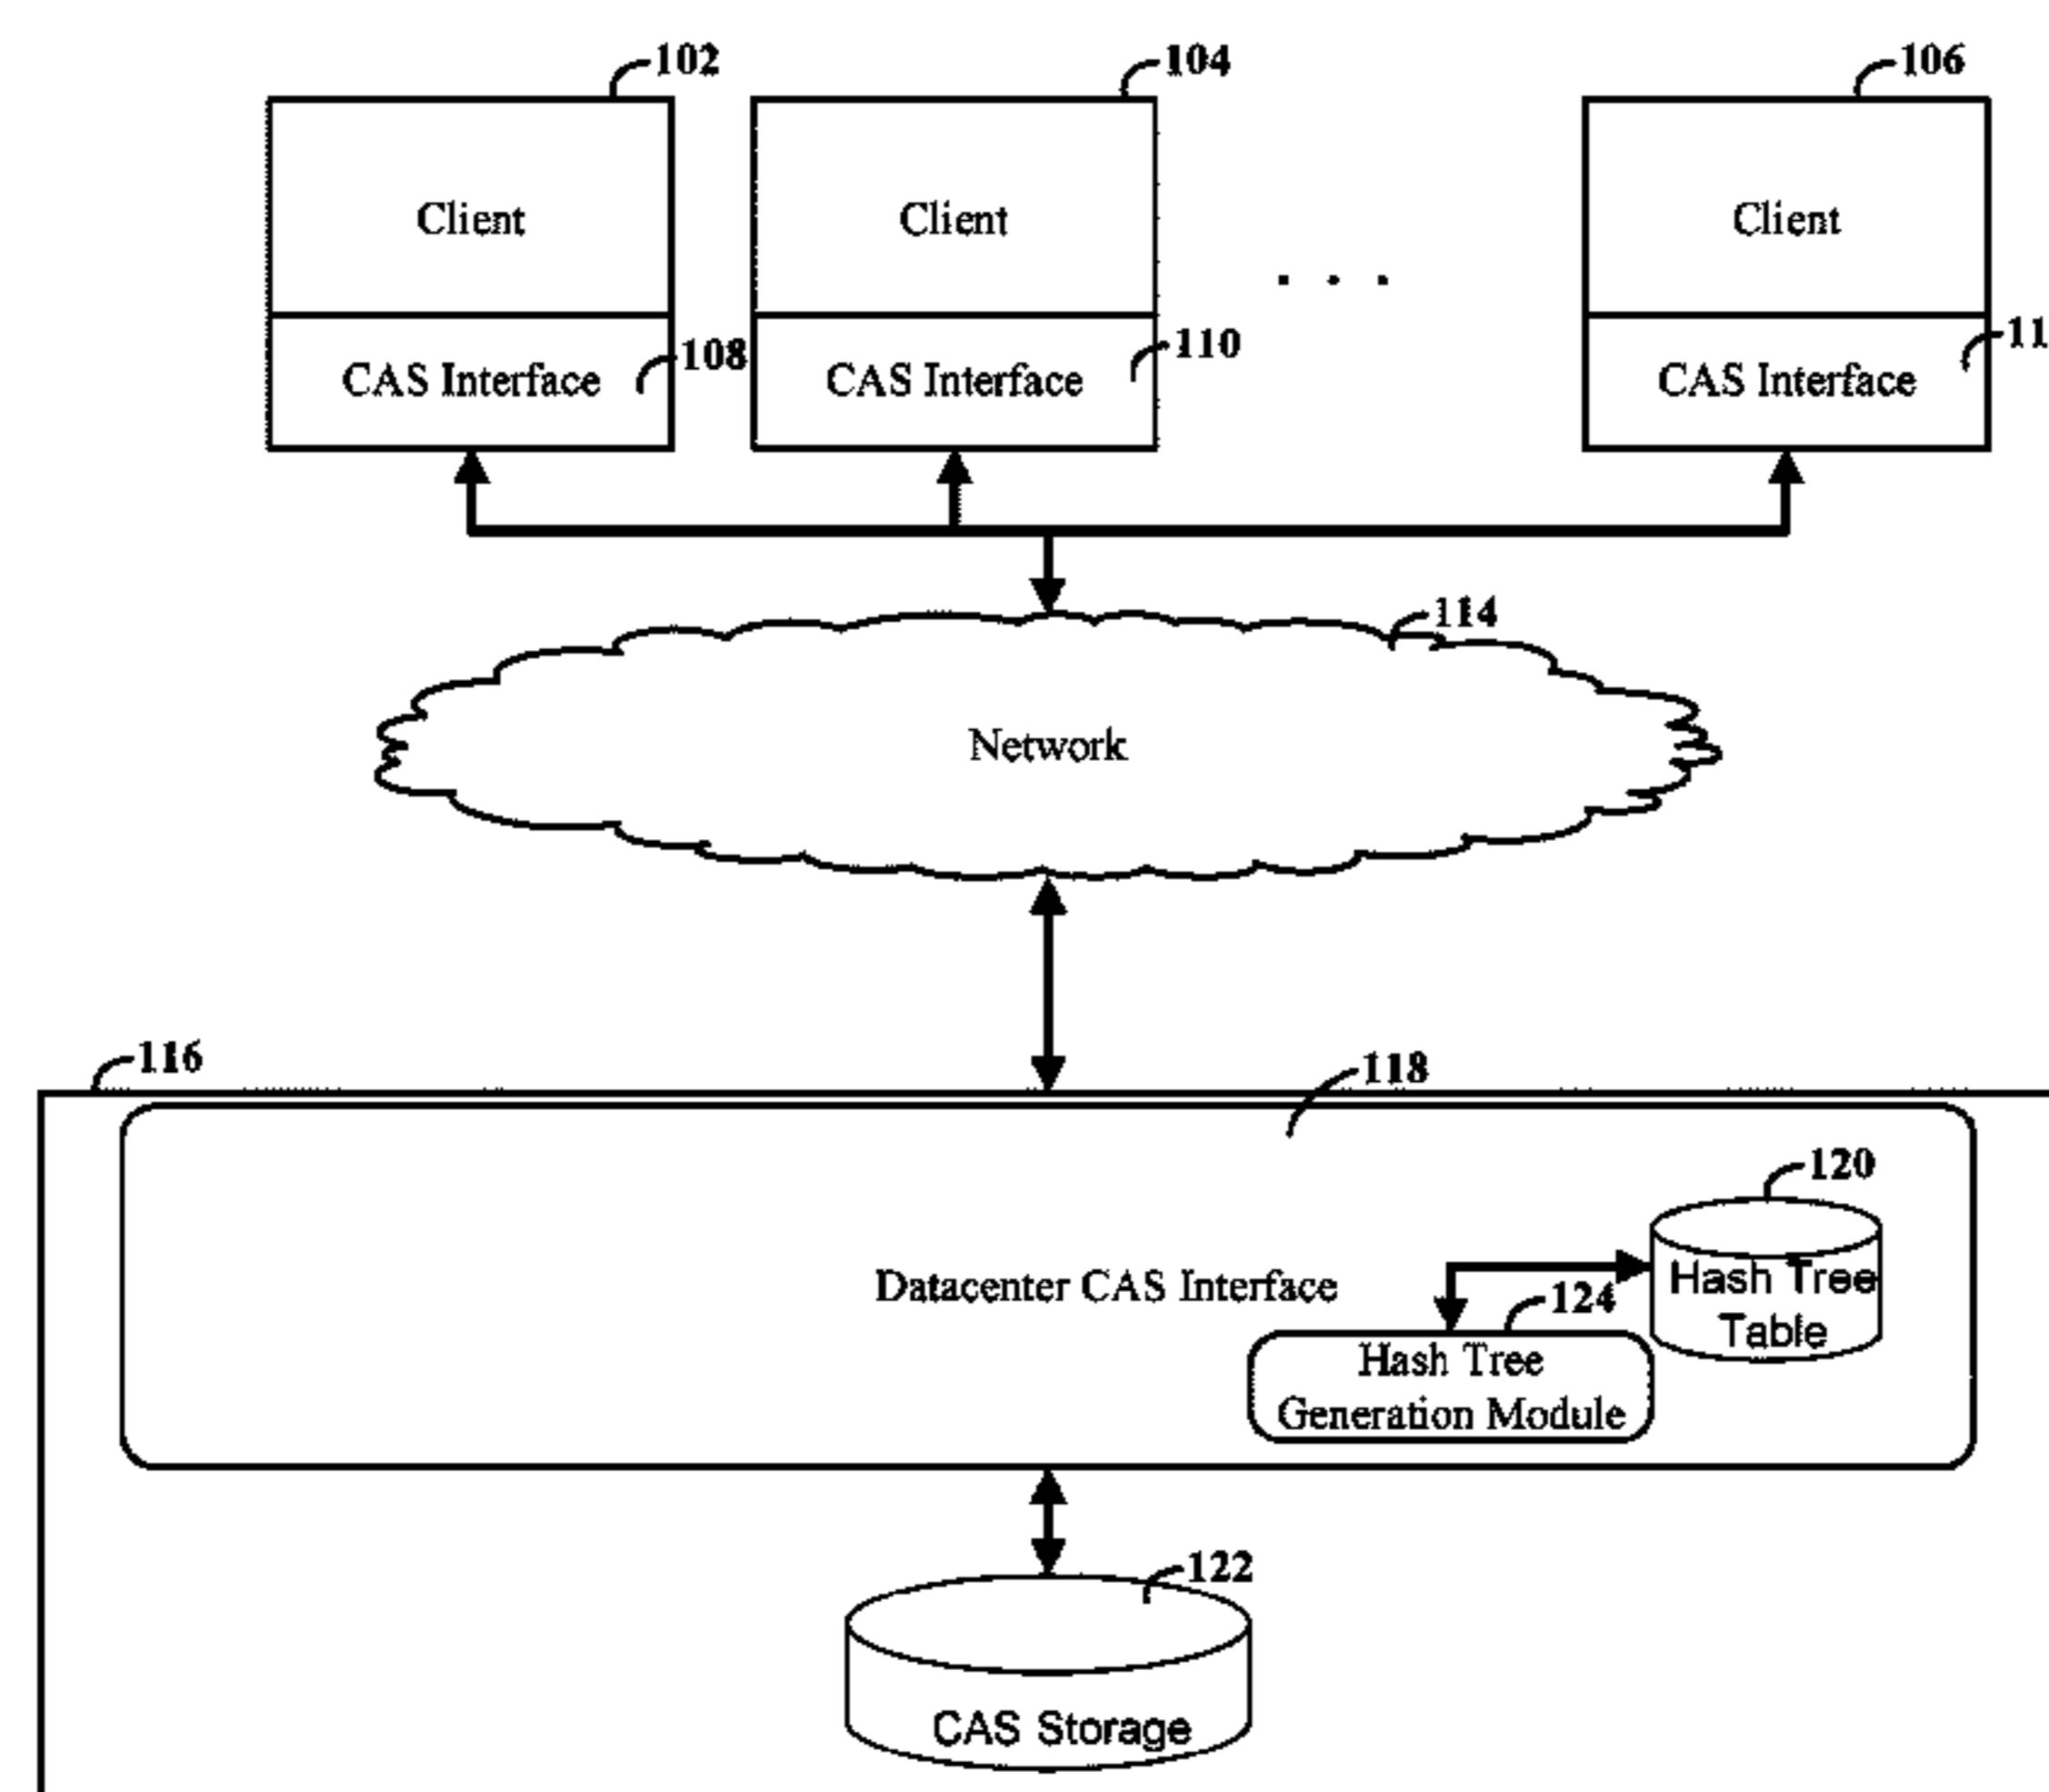 102
104
106
Client
Client
Client
. . .
108
110
11
CAS Interface
CAS Interface
CAS Interface
114
Network
116
118
120
Datacenter CAS Interface
Hash Tree
Table
124
Hash Tree
Generation Module
122
CAS Storage